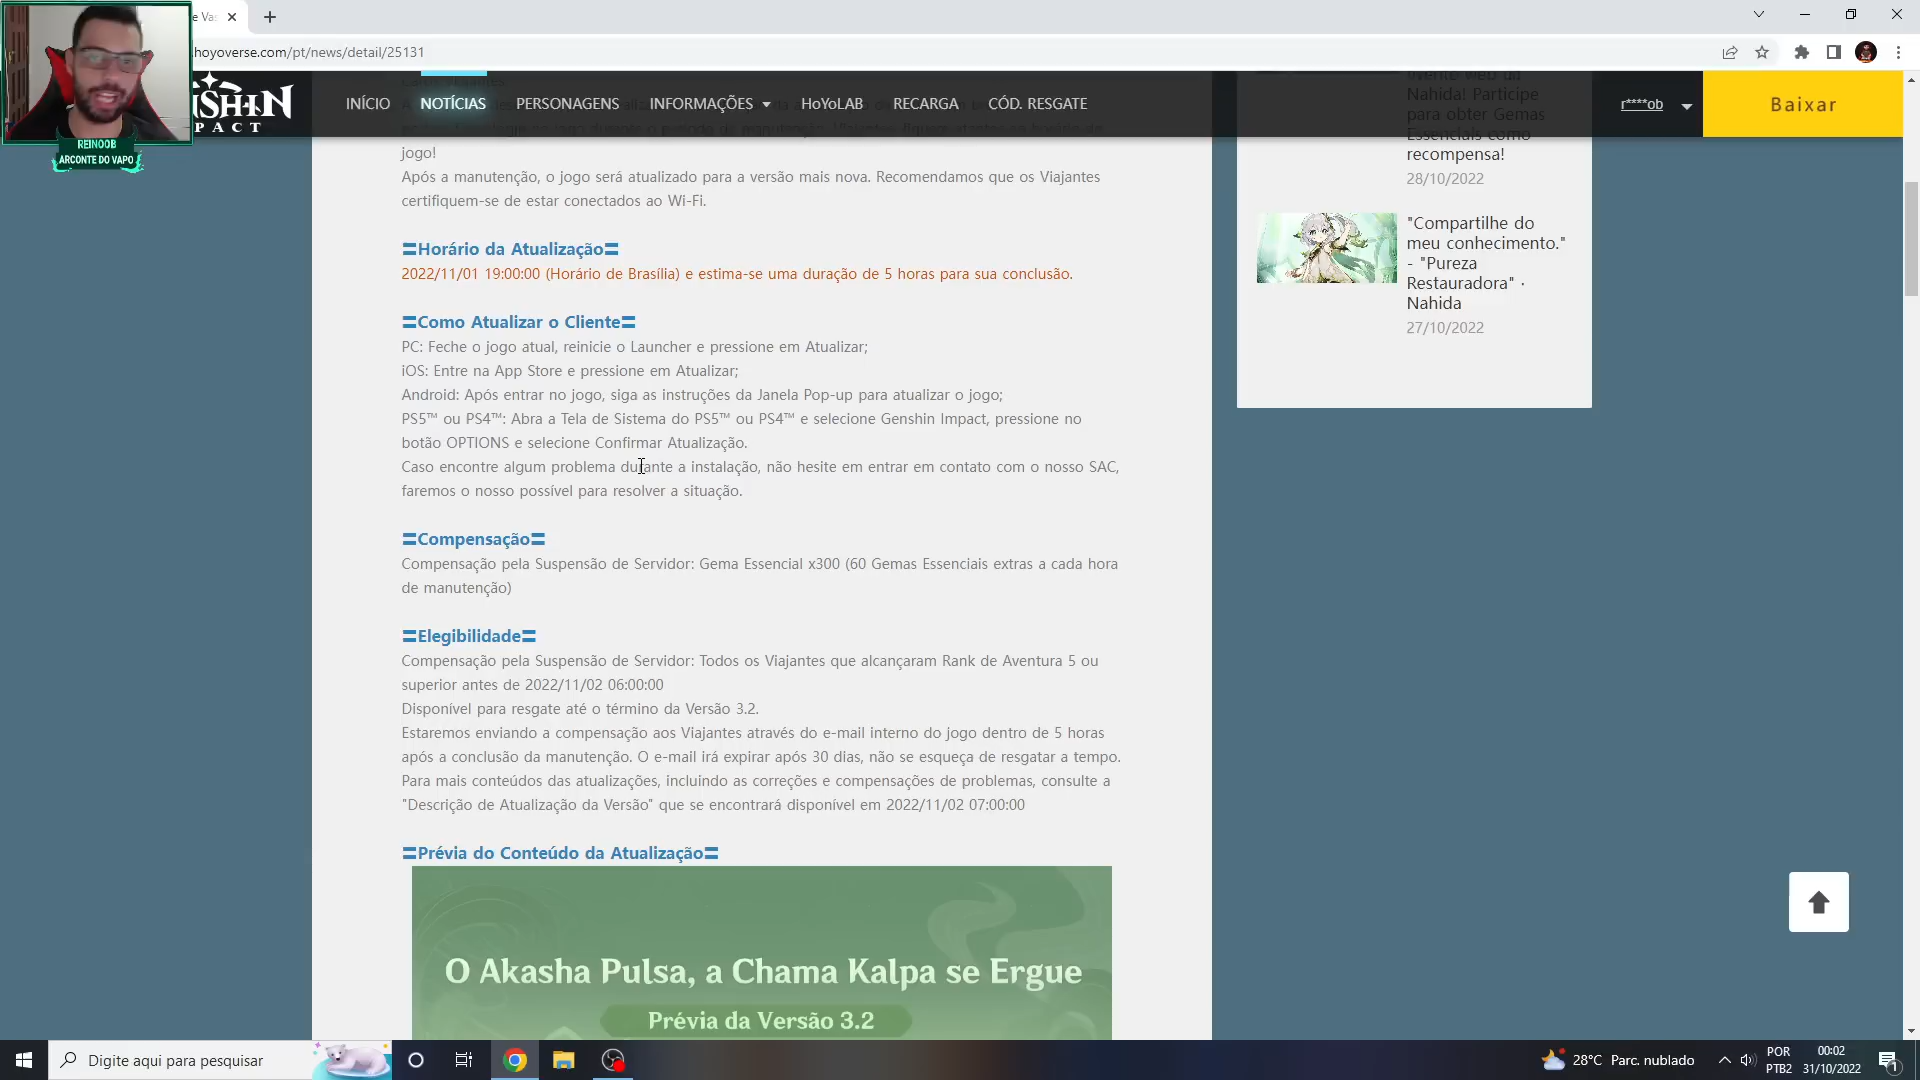 hoyoverse.com/pt/news/detail/25131
REINOOB
ARCONTE DO VAPO
INÍCIO
NOTÍCIAS
PERSONAGENS
INFORMAÇÕES
HoYoLAB
RECARGA
CÓD. RESGATE
r****ob
Baixar
jogo!
Após a manutenção, o jogo será atualizado para a versão mais nova. Recomendamos que os Viajantes
certifiquem-se de estar conectados ao Wi-Fi.
〓Horário da Atualização〓
2022/11/01 19:00:00 (Horário de Brasília) e estima-se uma duração de 5 horas para sua conclusão.
〓Como Atualizar o Cliente〓
PC: Feche o jogo atual, reinicie o Launcher e pressione em Atualizar;
iOS: Entre na App Store e pressione em Atualizar;
Android: Após entrar no jogo, siga as instruções da Janela Pop-up para atualizar o jogo;
PS5™ ou PS4™: Abra a Tela de Sistema do PS5™ ou PS4™ e selecione Genshin Impact, pressione no
botão OPTIONS e selecione Confirmar Atualização.
Caso encontre algum problema durante a instalação, não hesite em entrar em contato com o nosso SAC,
faremos o nosso possível para resolver a situação.
〓Compensação〓
Compensação pela Suspensão de Servidor: Gema Essencial x300 (60 Gemas Essenciais extras a cada hora
de manutenção)
〓Elegibilidade〓
Compensação pela Suspensão de Servidor: Todos os Viajantes que alcançaram Rank de Aventura 5 ou
superior antes de 2022/11/02 06:00:00
Disponível para resgate até o término da Versão 3.2.
Estaremos enviando a compensação aos Viajantes através do e-mail interno do jogo dentro de 5 horas
após a conclusão da manutenção. O e-mail irá expirar após 30 dias, não se esqueça de resgatar a tempo.
Para mais conteúdos das atualizações, incluindo as correções e compensações de problemas, consulte a
"Descrição de Atualização da Versão" que se encontrará disponível em 2022/11/02 07:00:00
〓Prévia do Conteúdo da Atualização〓
O Akasha Pulsa, a Chama Kalpa se Ergue
Prévia da Versão 3.2
Nahida! Participe
para obter Gemas
Essenciais como
recompensa!
28/10/2022
"Compartilhe do
meu conhecimento."
- "Pureza
Restauradora" ·
Nahida
27/10/2022
Digite aqui para pesquisar
28°C Parc. nublado
POR
PTB2
00:02
31/10/2022
1